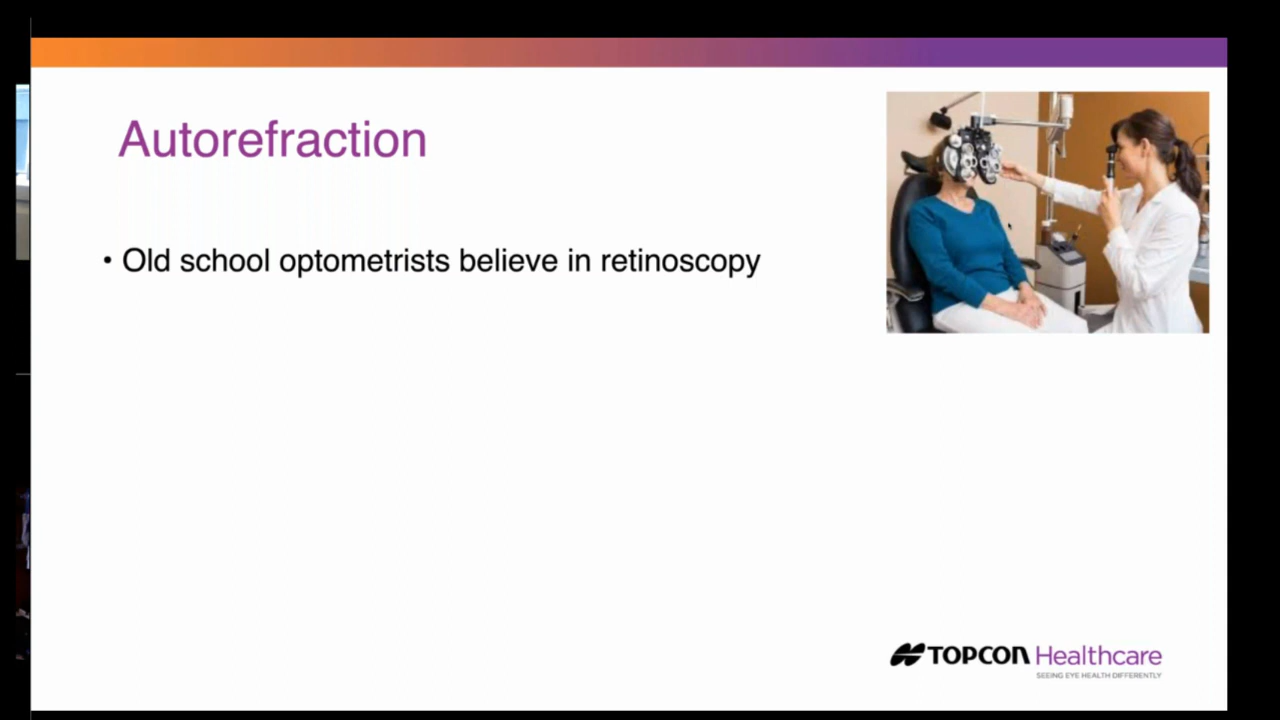 Autorefraction
• Old school optometrists believe in retinoscopy
TOPCON Healthcare
SEEING EYE HEALTH DIFFERENTLY